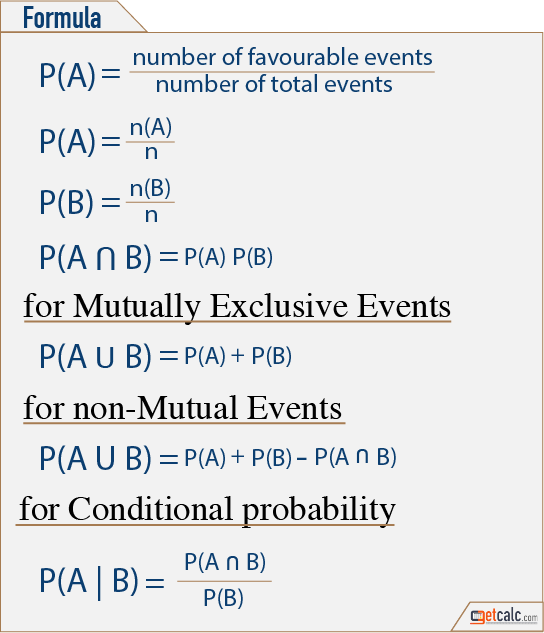 Formula
P(A) = number of favourable events / number of total events
P(A) = n(A) / n
P(B) = n(B) / n
P(A ∩ B) = P(A) P(B)
for Mutually Exclusive Events
P(A ∪ B) = P(A) + P(B)
for non-Mutual Events
P(A ∪ B) = P(A) + P(B) – P(A ∩ B)
for Conditional probability
P(A | B) = P(A ∩ B) / P(B)
getcalc.com